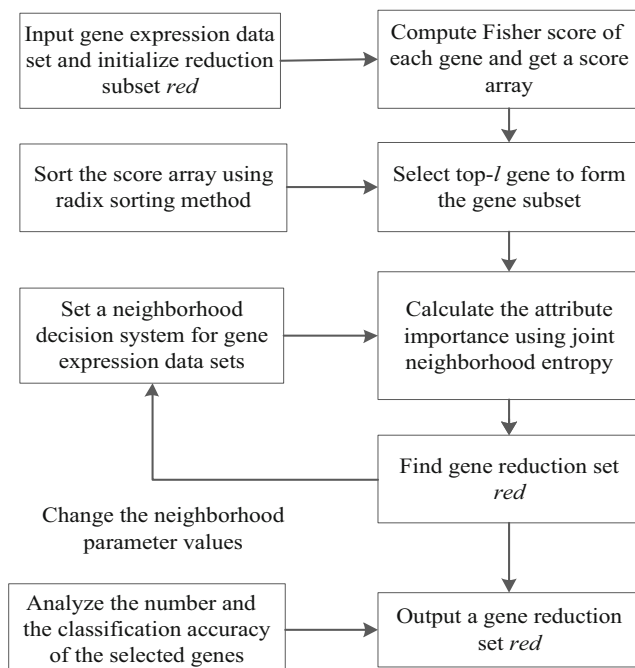 Input gene expression data
set and initialize reduction
subset red
Compute Fisher score of
each gene and get a score
array
Sort the score array using
radix sorting method
Select top-l gene to form
the gene subset
Set a neighborhood
decision system for gene
expression data sets
Calculate the attribute
importance using joint
neighborhood entropy
Find gene reduction set
red
Change the neighborhood
parameter values
Analyze the number and
the classification accuracy
of the selected genes
Output a gene reduction
set red